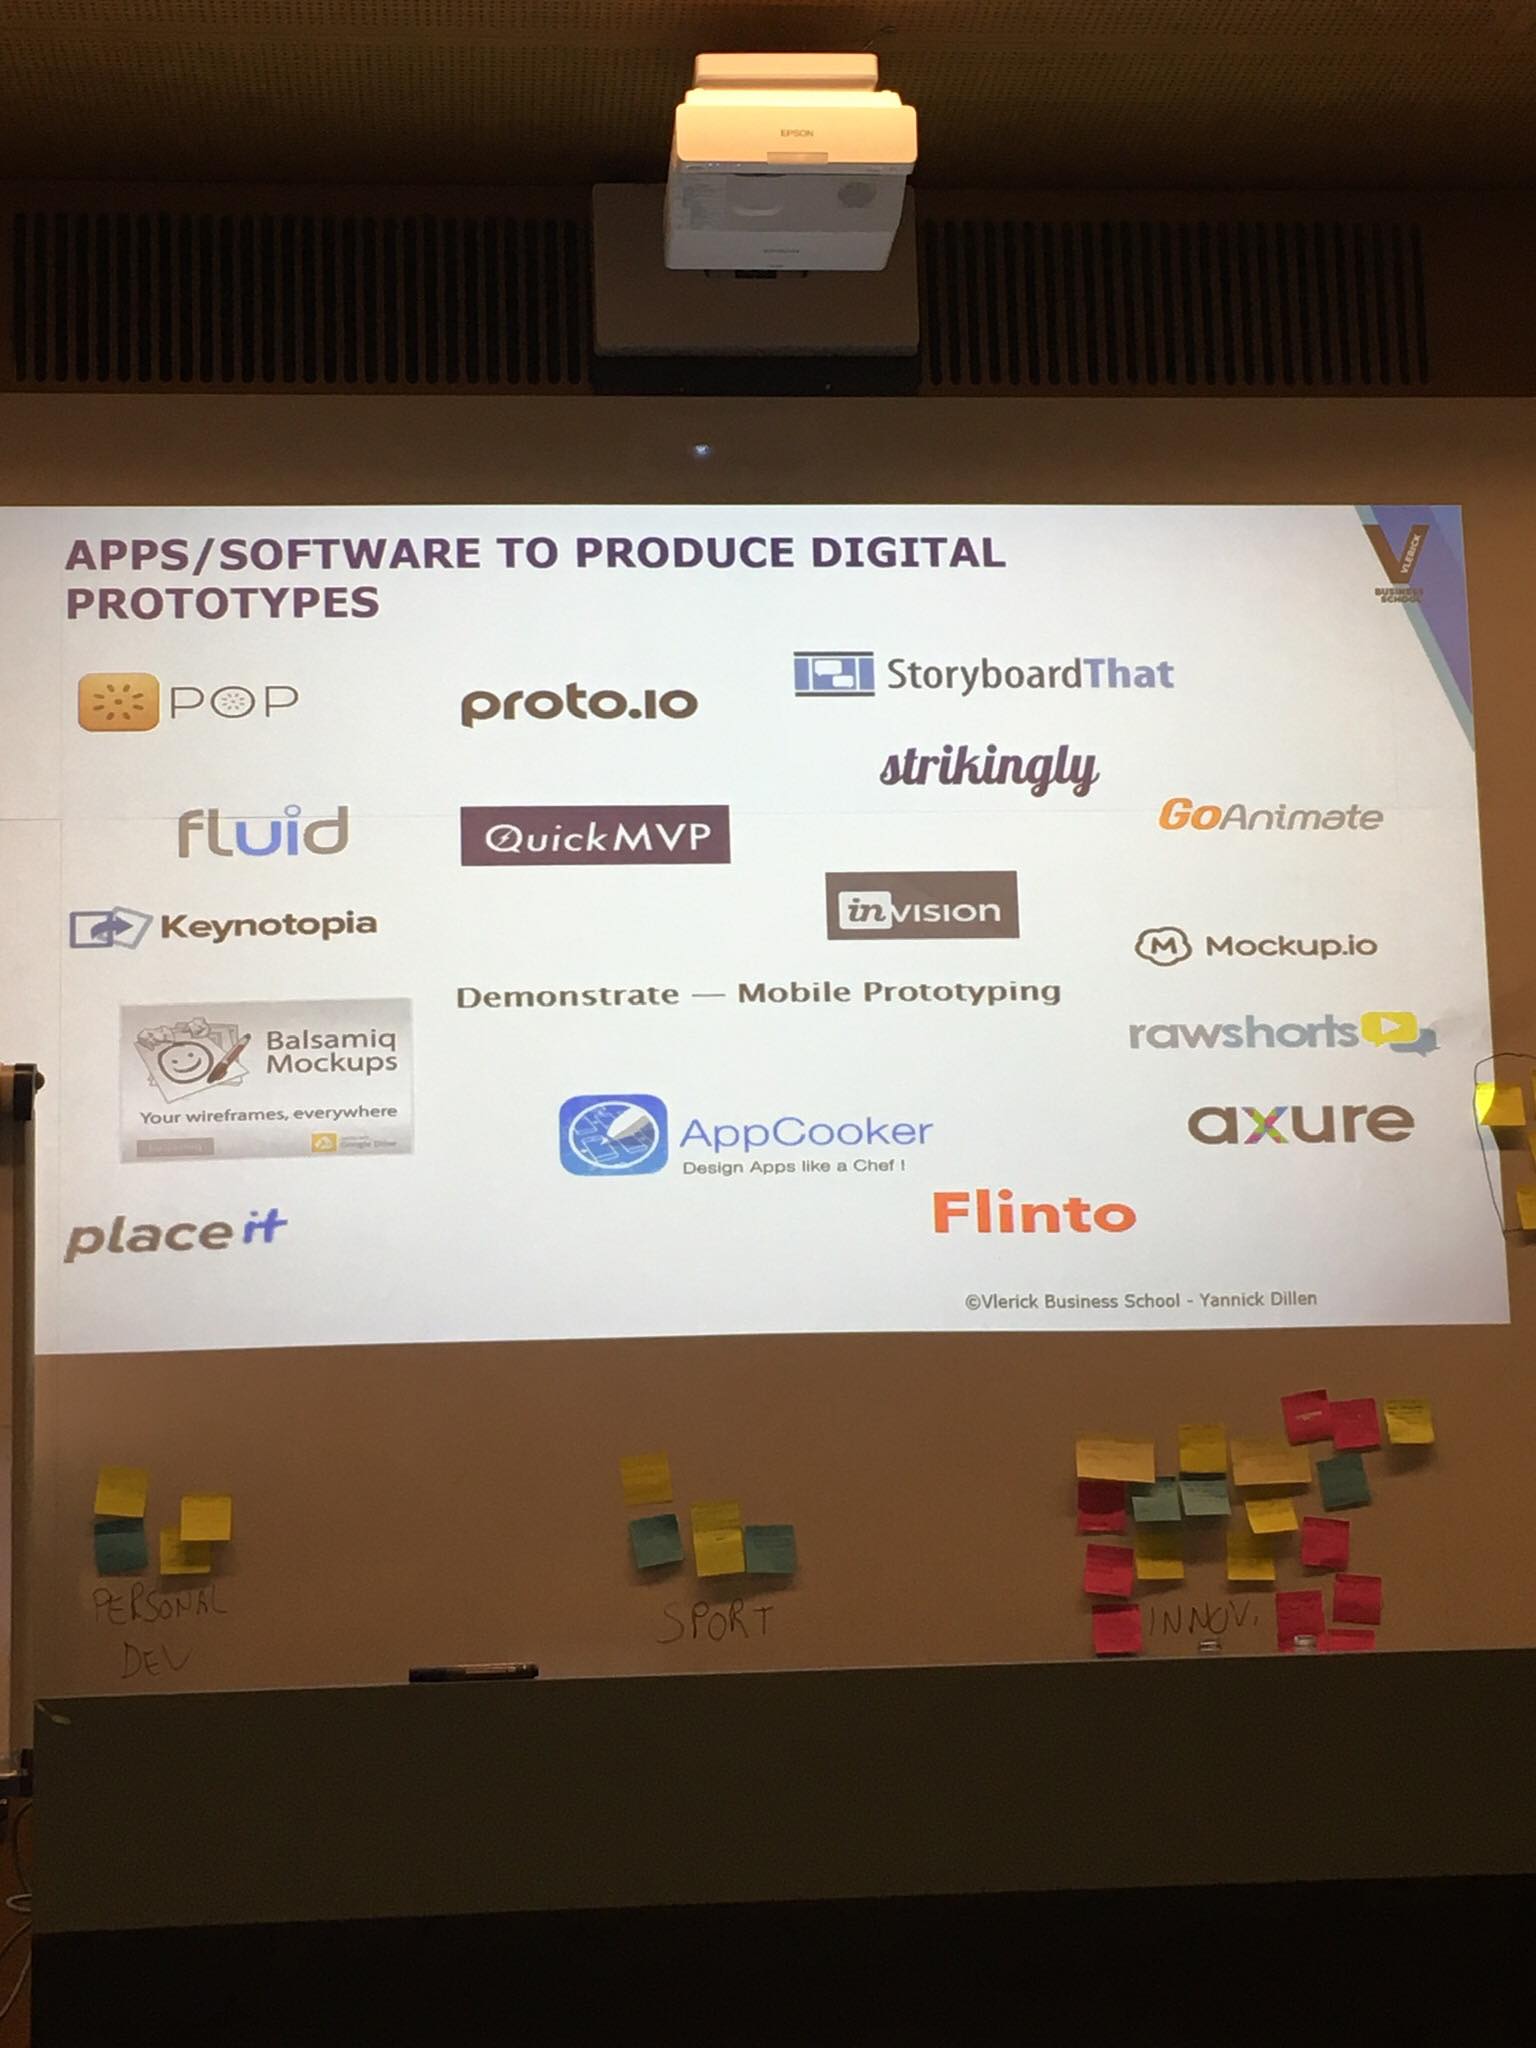 EPSON
APPS/SOFTWARE TO PRODUCE DIGITAL
PROTOTYPES
VLERICK
BUSINESS
SCHOOL
POP
proto.io
StoryboardThat
strikingly
fluid
QuickMVP
GoAnimate
Keynotopia
invision
Mockup.io
Demonstrate — Mobile Prototyping
rawshorts
Balsamiq
Mockups
Your wireframes, everywhere
Google Drive
AppCooker
Design Apps like a Chef !
axure
placeit
Flinto
©Vlerick Business School - Yannick Dillen
PERSONAL
DEV
SPORT
INNOV.